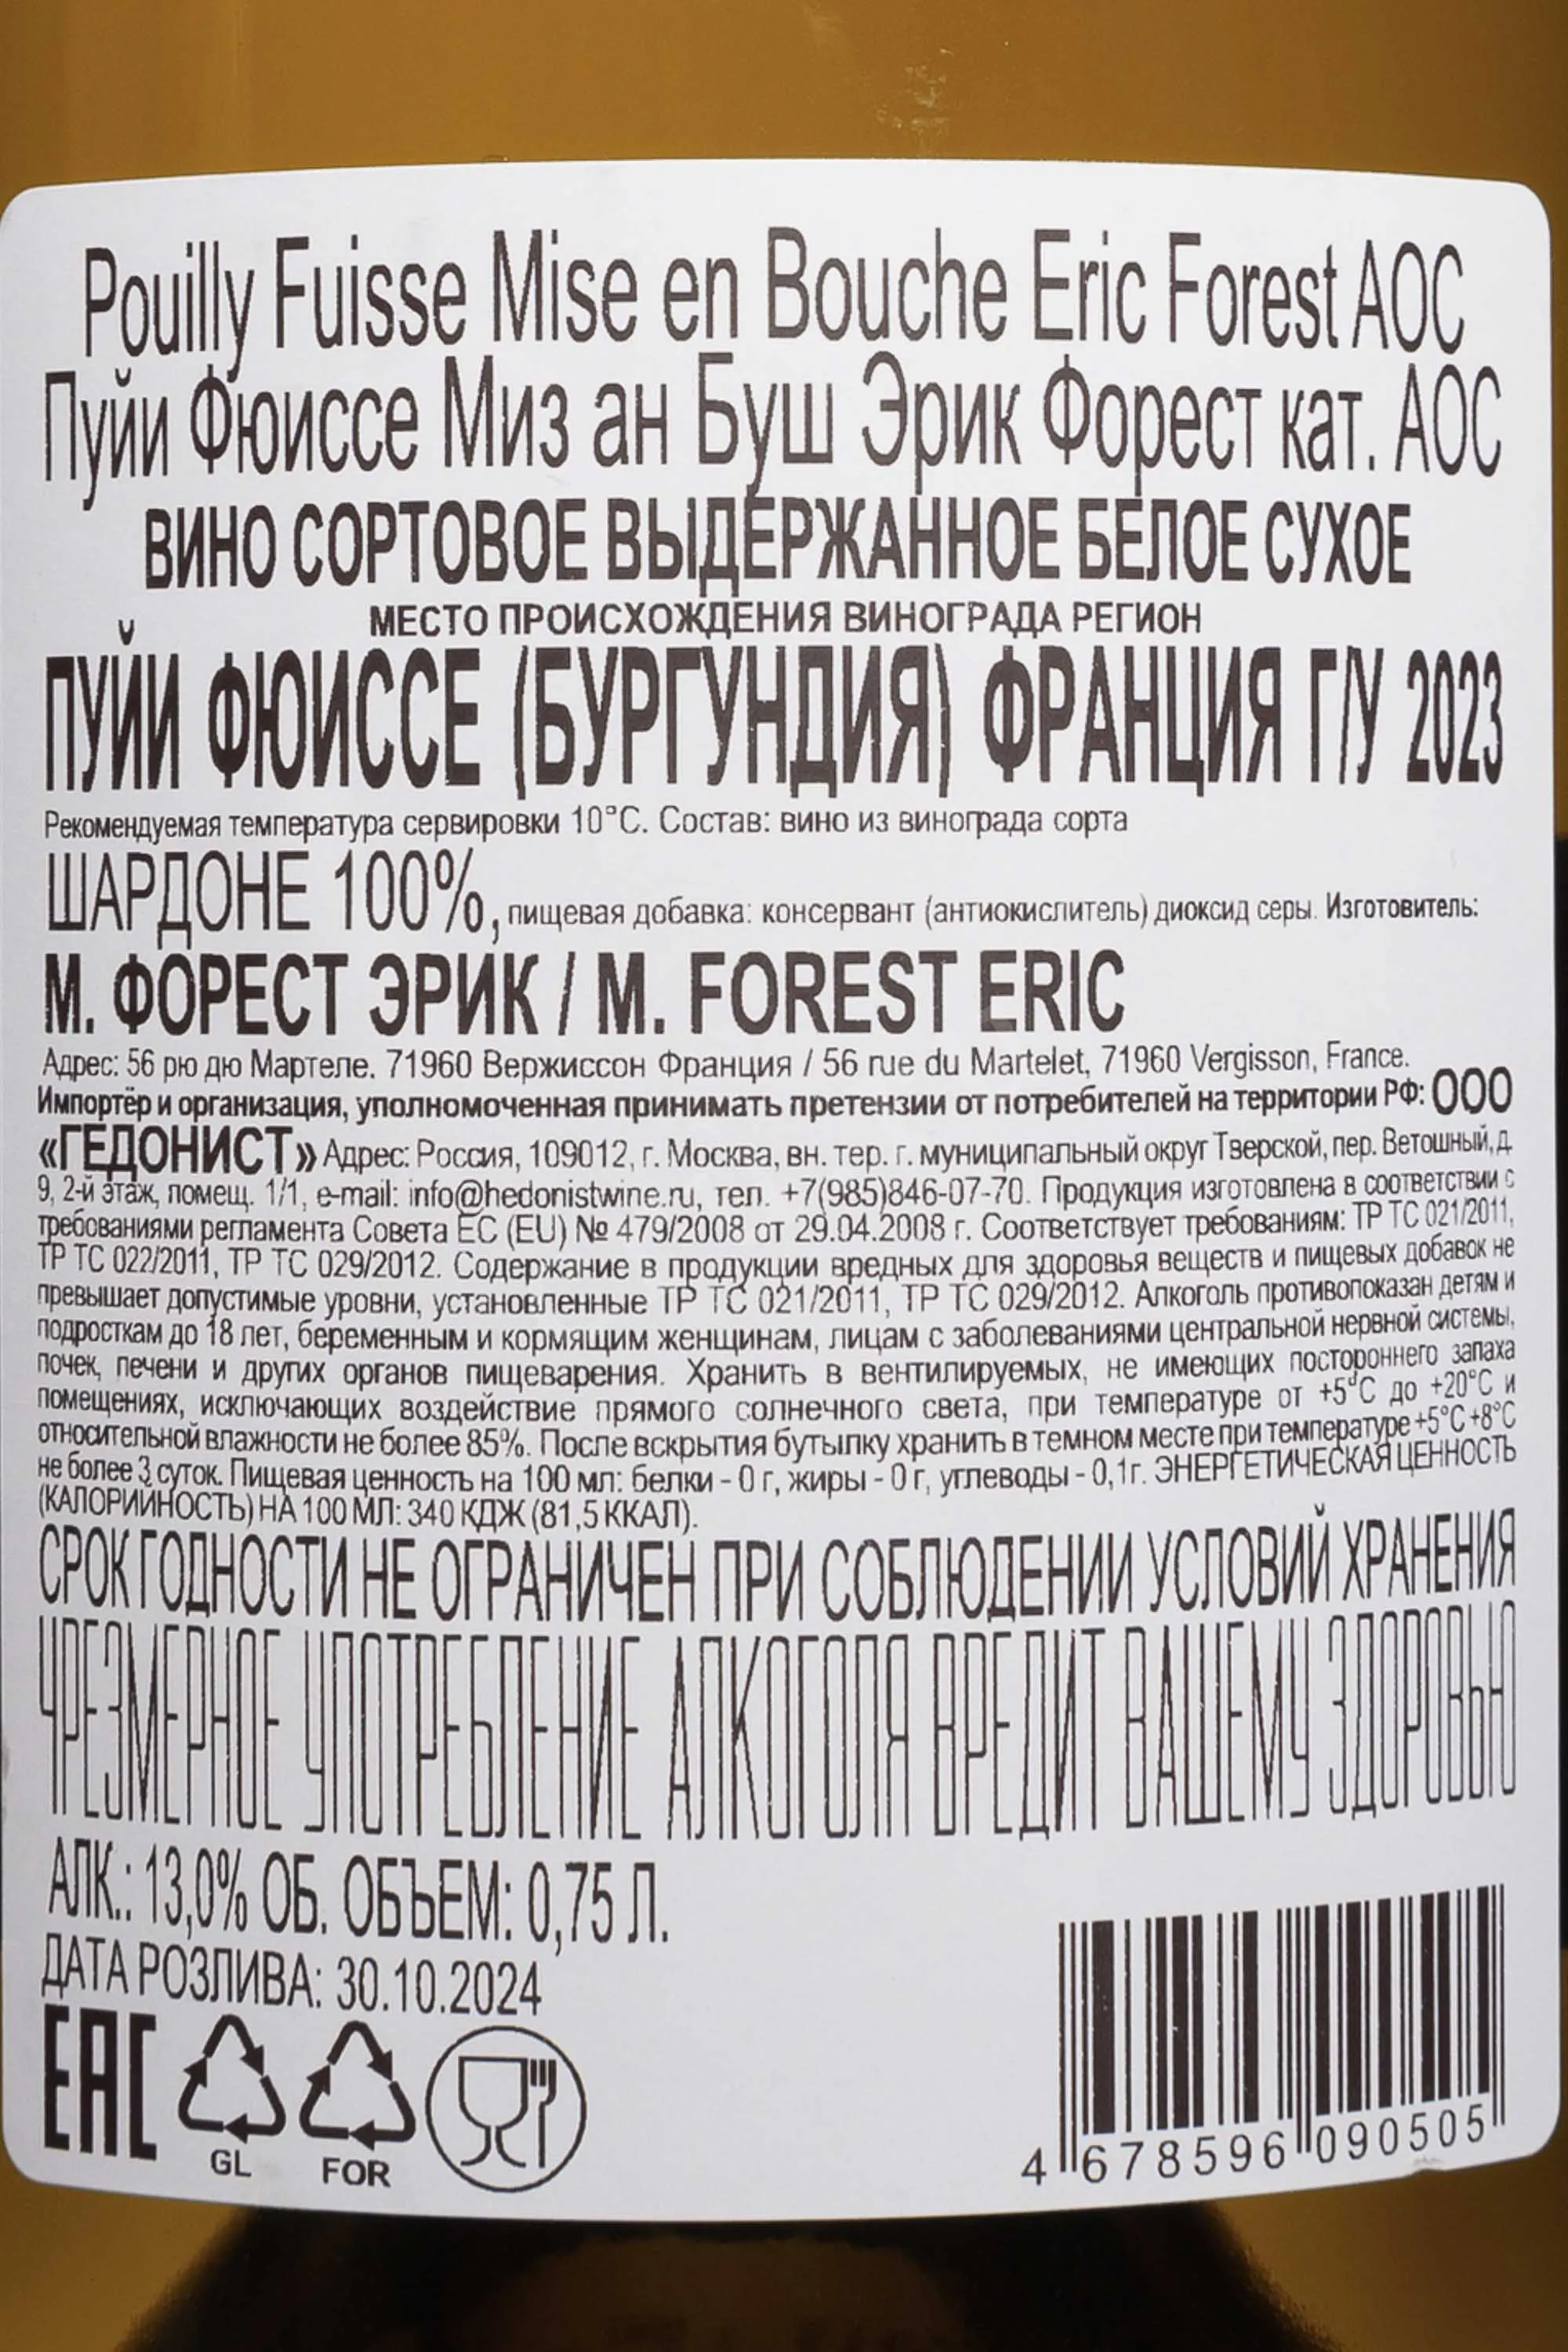 Pouilly Fuisse Mise en Bouche Eric Forest AOC
Пуйи Фюиссе Миз ан Буш Эрик Форест кат. АОС
ВИНО СОРТОВОЕ ВЫДЕРЖАННОЕ БЕЛОЕ СУХОЕ
МЕСТО ПРОИСХОЖДЕНИЯ ВИНОГРАДА РЕГИОН
ПУЙИ ФЮИССЕ (БУРГУНДИЯ) ФРАНЦИЯ Г/У 2023
Рекомендуемая температура сервировки 10°С. Состав: вино из винограда сорта
ШАРДОНЕ 100%, пищевая добавка: консервант (антиокислитель) диоксид серы. Изготовитель:
М. ФОРЕСТ ЭРИК / M. FOREST ERIC
Адрес: 56 рю дю Мартеле. 71960 Вержиссон Франция / 56 rue du Martelet, 71960 Vergisson, France.
Импортёр и организация, уполномоченная принимать претензии от потребителей на территории РФ: ООО
«ГЕДОНИСТ» Адрес: Россия, 109012, г. Москва, вн. тер. г. муниципальный округ Тверской, пер. Ветошный, д.
9, 2-й этаж, помещ. 1/1, e-mail: info@hedonistwine.ru, тел. +7(985)846-07-70. Продукция изготовлена в соответствии с
требованиями регламента Совета ЕС (EU) № 479/2008 от 29.04.2008 г. Соответствует требованиям: ТР ТС 021/2011,
ТР ТС 022/2011, ТР ТС 029/2012. Содержание в продукции вредных для здоровья веществ и пищевых добавок не
превышает допустимые уровни, установленные ТР ТС 021/2011, ТР ТС 029/2012. Алкоголь противопоказан детям и
подросткам до 18 лет, беременным и кормящим женщинам, лицам с заболеваниями центральной нервной системы,
почек, печени и других органов пищеварения. Хранить в вентилируемых, не имеющих постороннего запаха
помещениях, исключающих воздействие прямого солнечного света, при температуре от +5°С до +20°С и
относительной влажности не более 85%. После вскрытия бутылку хранить в темном месте при температуре +5°С +8°С
не более 3 суток. Пищевая ценность на 100 мл: белки - 0 г, жиры - 0 г, углеводы - 0,1г. ЭНЕРГЕТИЧЕСКАЯ ЦЕННОСТЬ
(КАЛОРИЙНОСТЬ) НА 100 МЛ: 340 КДЖ (81,5 ККАЛ).
СРОК ГОДНОСТИ НЕ ОГРАНИЧЕН ПРИ СОБЛЮДЕНИИ УСЛОВИЙ ХРАНЕНИЯ
ЧРЕЗМЕРНОЕ УПОТРЕБЛЕНИЕ АЛКОГОЛЯ ВРЕДИТ ВАШЕМУ ЗДОРОВЬЮ
АЛК.: 13,0% ОБ. ОБЪЕМ: 0,75 Л.
ДАТА РОЗЛИВА: 30.10.2024
EAC
GL FOR
4 678596 090505